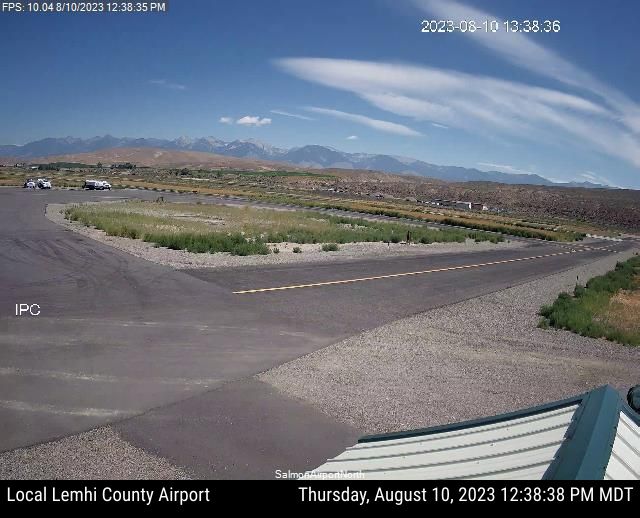 FPS: 10.04 8/10/2023 12:38:35 PM
2023-08-10 13:38:36
IPC
SalmonAirportNorth
Local Lemhi County Airport
Thursday, August 10, 2023 12:38:38 PM MDT